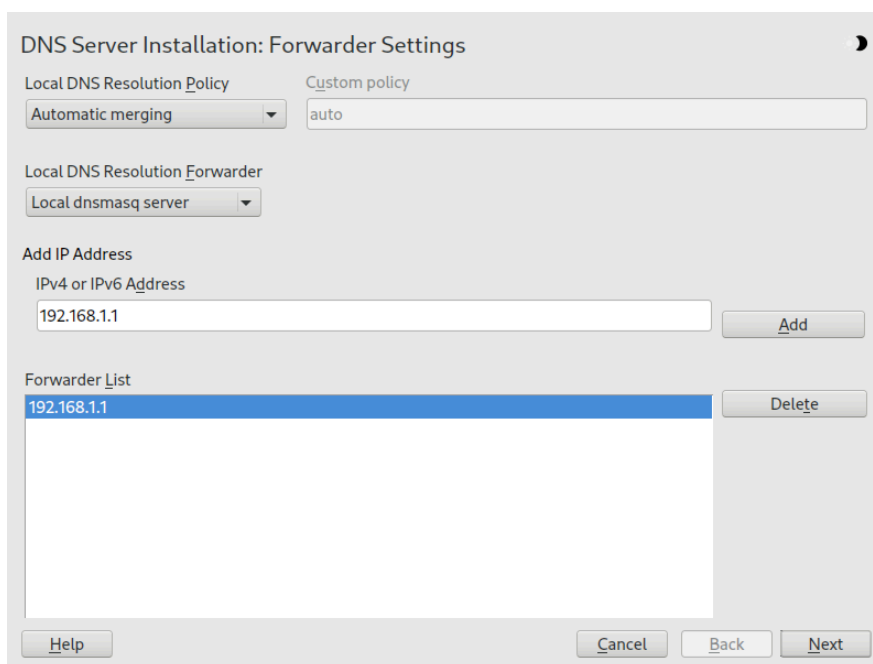 DNS Server Installation: Forwarder Settings
Local DNS Resolution Policy
Custom policy
Automatic merging
auto
Local DNS Resolution Forwarder
Local dnsmasq server
Add IP Address
IPv4 or IPv6 Address
192.168.1.1
Add
Forwarder List
192.168.1.1
Delete
Help
Cancel
Back
Next